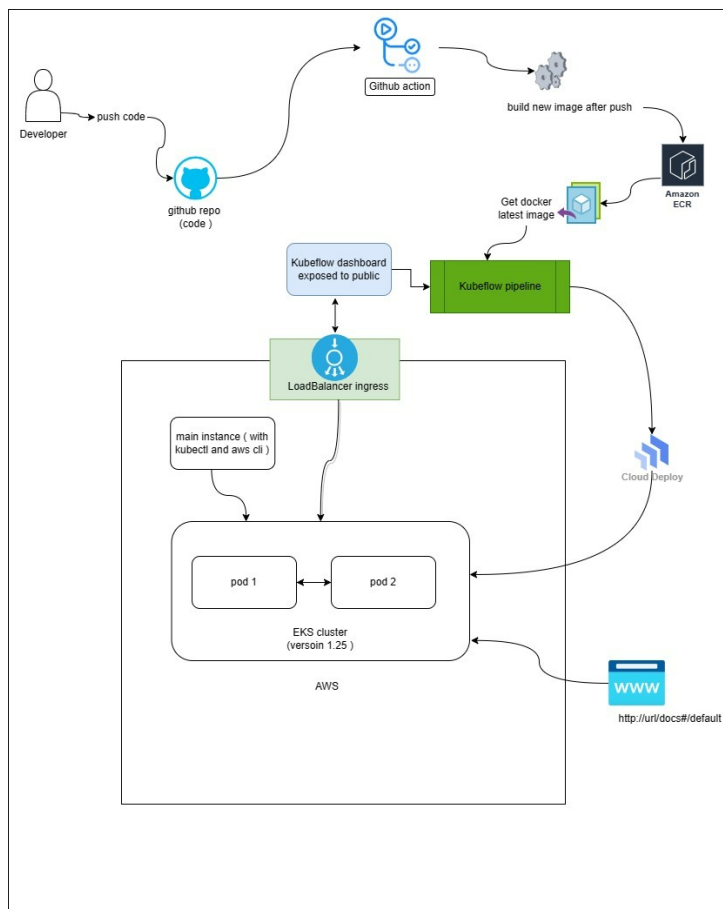 Github action
build new image after push
push code
Developer
Amazon
ECR
github repo
(code )
Get docker
latest image
Kubeflow dashboard
exposed to public
Kubeflow pipeline
LoadBalancer ingress
main instance ( with
kubectl and aws cli )
Cloud Deploy
pod 1
pod 2
EKS cluster
(versoin 1.25 )
AWS
www
http://url/docs#/default